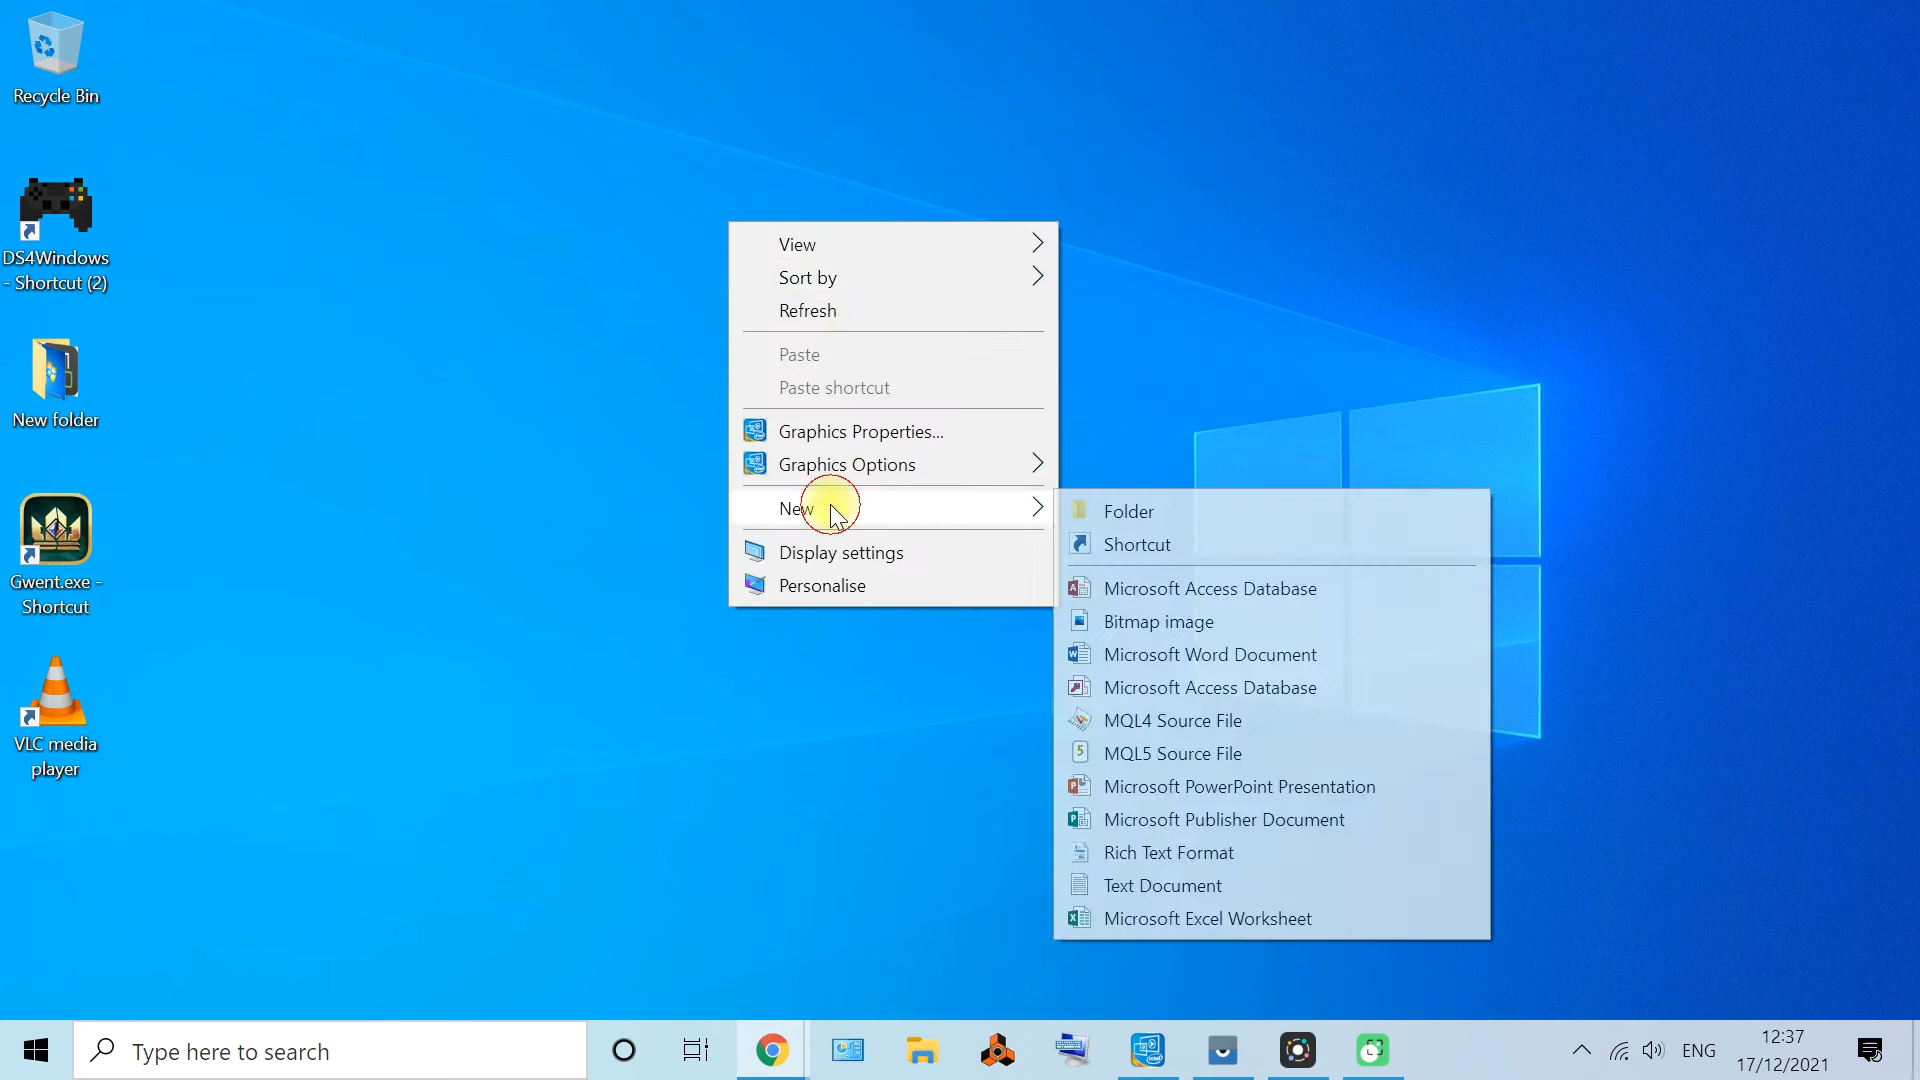 Recycle Bin
DS4Windows
- Shortcut (2)
New folder
Gwent.exe -
Shortcut
VLC media
player
View
Sort by
Refresh
Paste
Paste shortcut
Graphics Properties...
Graphics Options
New
Display settings
Personalise
Folder
Shortcut
Microsoft Access Database
Bitmap image
Microsoft Word Document
Microsoft Access Database
MQL4 Source File
MQL5 Source File
Microsoft PowerPoint Presentation
Microsoft Publisher Document
Rich Text Format
Text Document
Microsoft Excel Worksheet
Type here to search
ENG
12:37
17/12/2021